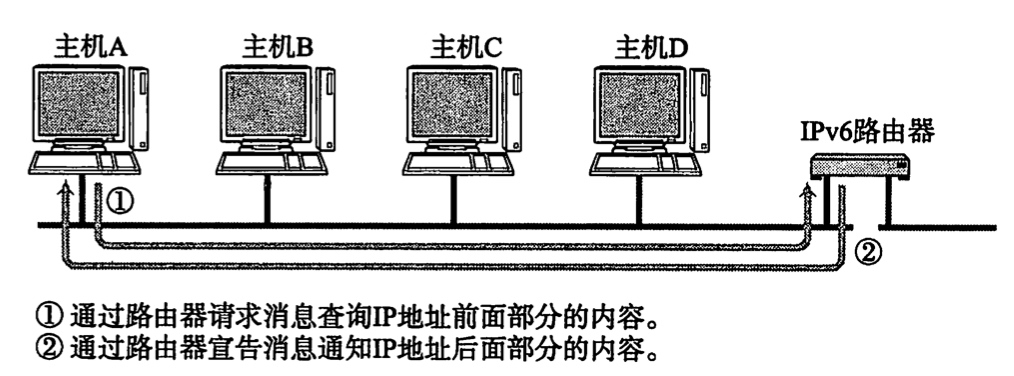 主机A 主机B 主机C 主机D
IPv6路由器
①
②
① 通过路由器请求消息查询IP地址前面部分的内容。
② 通过路由器宣告消息通知IP地址后面部分的内容。